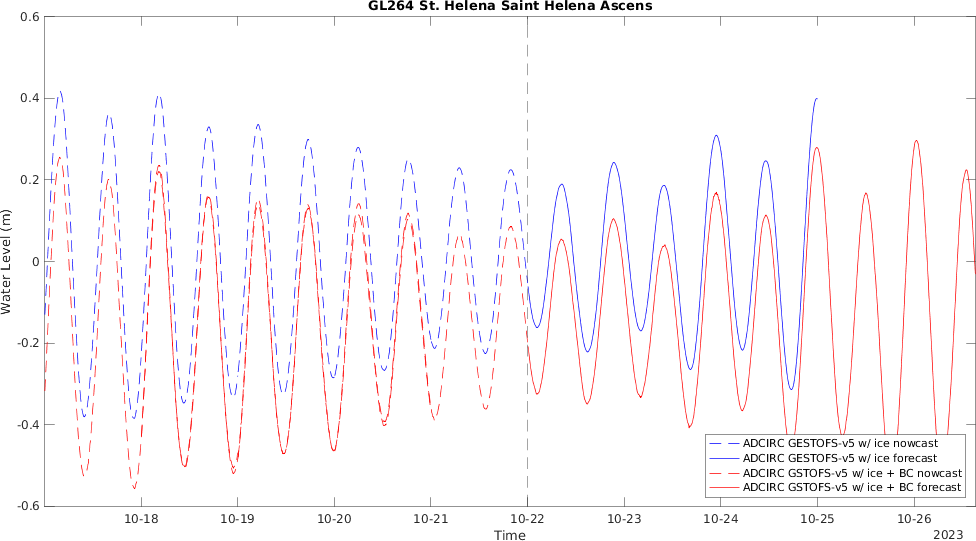 GL264 St. Helena Saint Helena Ascens
0.6
0.4
0.2
0
-0.2
-0.4
-0.6
Water Level (m)
ADCIRC GESTOFS-v5 w/ ice nowcast
ADCIRC GESTOFS-v5 w/ ice forecast
ADCIRC GSTOFS-v5 w/ ice + BC nowcast
ADCIRC GSTOFS-v5 w/ ice + BC forecast
10-18
10-19
10-20
10-21
10-22
10-23
10-24
10-25
10-26
Time
2023